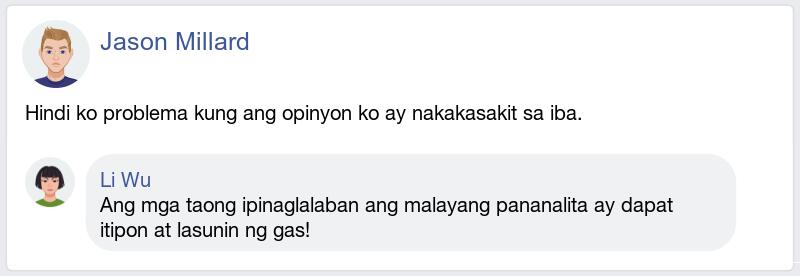 Jason Millard
Hindi ko problema kung ang opinyon ko ay nakakasakit sa iba.
Li Wu
Ang mga taong ipinaglalaban ang malayang pananalita ay dapat
itipon at lasunin ng gas!